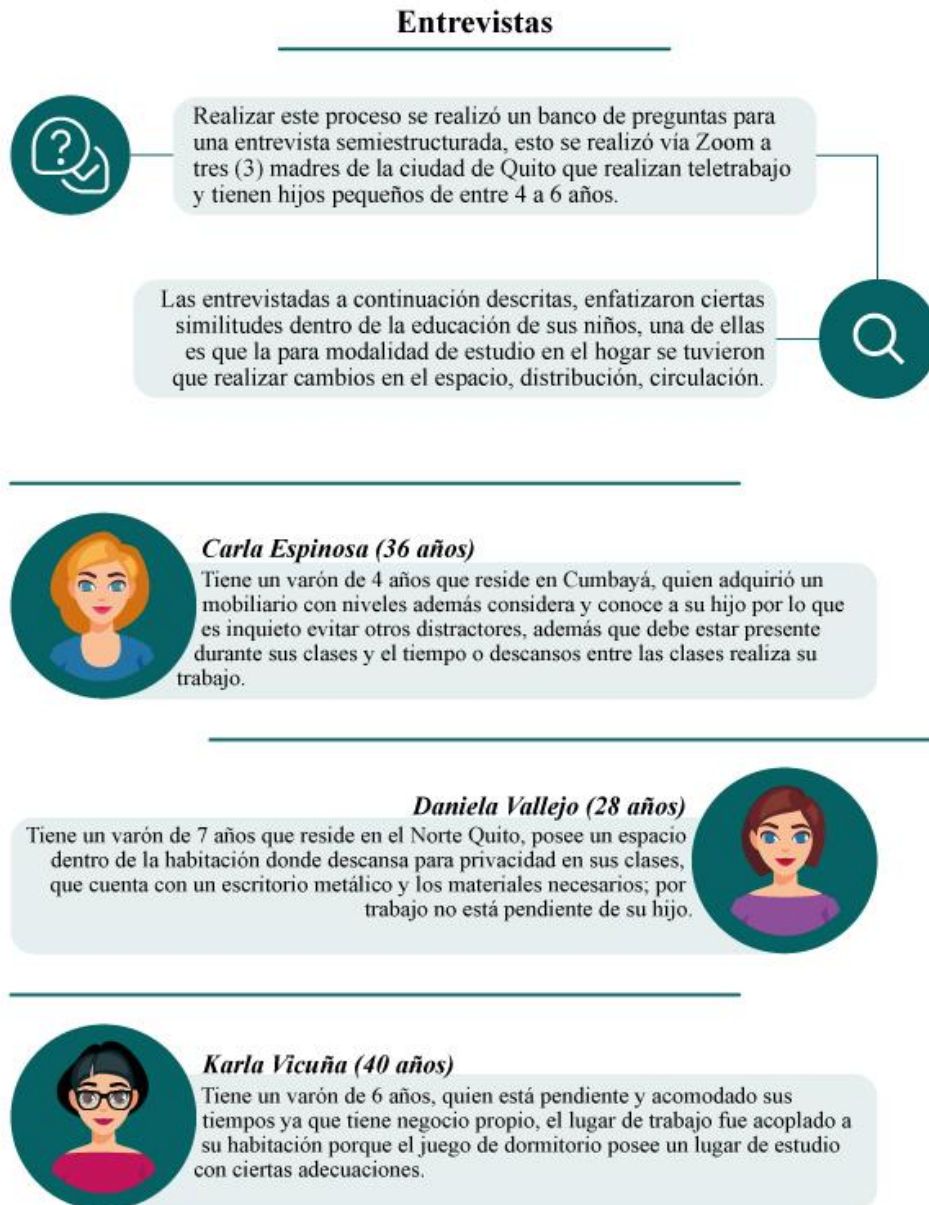 Entrevistas
Realizar este proceso se realizó un banco de preguntas para
una entrevista semiestructurada, esto se realizó vía Zoom a
tres (3) madres de la ciudad de Quito que realizan teletrabajo
y tienen hijos pequeños de entre 4 a 6 años.
Las entrevistadas a continuación descritas, enfatizaron ciertas
similitudes dentro de la educación de sus niños, una de ellas
es que la para modalidad de estudio en el hogar se tuvieron
que realizar cambios en el espacio, distribución, circulación.
Carla Espinosa (36 años)
Tiene un varón de 4 años que reside en Cumbayá, quien adquirió un
mobiliario con niveles además considera y conoce a su hijo por lo que
es inquieto evitar otros distractores, además que debe estar presente
durante sus clases y el tiempo o descansos entre las clases realiza su
trabajo.
Daniela Vallejo (28 años)
Tiene un varón de 7 años que reside en el Norte Quito, posee un espacio
dentro de la habitación donde descansa para privacidad en sus clases,
que cuenta con un escritorio metálico y los materiales necesarios; por
trabajo no está pendiente de su hijo.
Karla Vicuña (40 años)
Tiene un varón de 6 años, quien está pendiente y acomodado sus
tiempos ya que tiene negocio propio, el lugar de trabajo fue acoplado a
su habitación porque el juego de dormitorio posee un lugar de estudio
con ciertas adecuaciones.